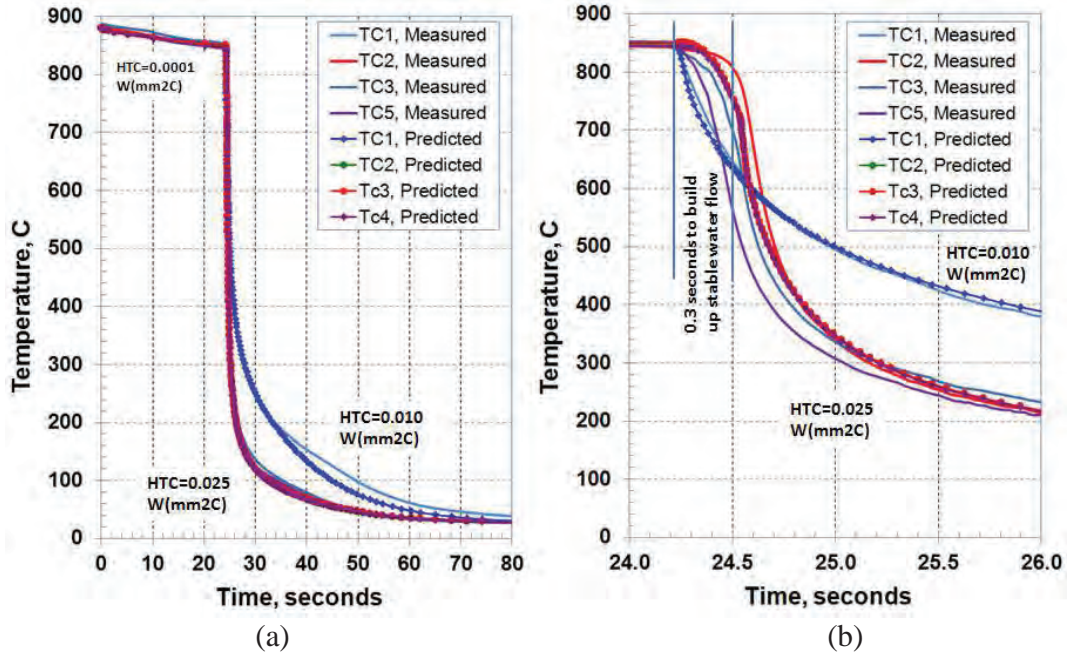 900
800
700
600
500
400
300
200
100
0
Temperature, C
HTC=0.0001
W(mm2C)
TC1, Measured
TC2, Measured
TC3, Measured
TC5, Measured
TC1, Predicted
TC2, Predicted
Tc3, Predicted
Tc4, Predicted
HTC=0.010
W(mm2C)
HTC=0.025
W(mm2C)
0 10 20 30 40 50 60 70 80
Time, seconds
(a)
900
800
700
600
500
400
300
200
100
0
Temperature, C
TC1, Measured
TC2, Measured
TC3, Measured
TC5, Measured
TC1, Predicted
TC2, Predicted
Tc3, Predicted
Tc4, Predicted
0.3 seconds to build
up stable water flow
HTC=0.010
W(mm2C)
HTC=0.025
W(mm2C)
24.0 24.5 25.0 25.5 26.0
Time, seconds
(b)